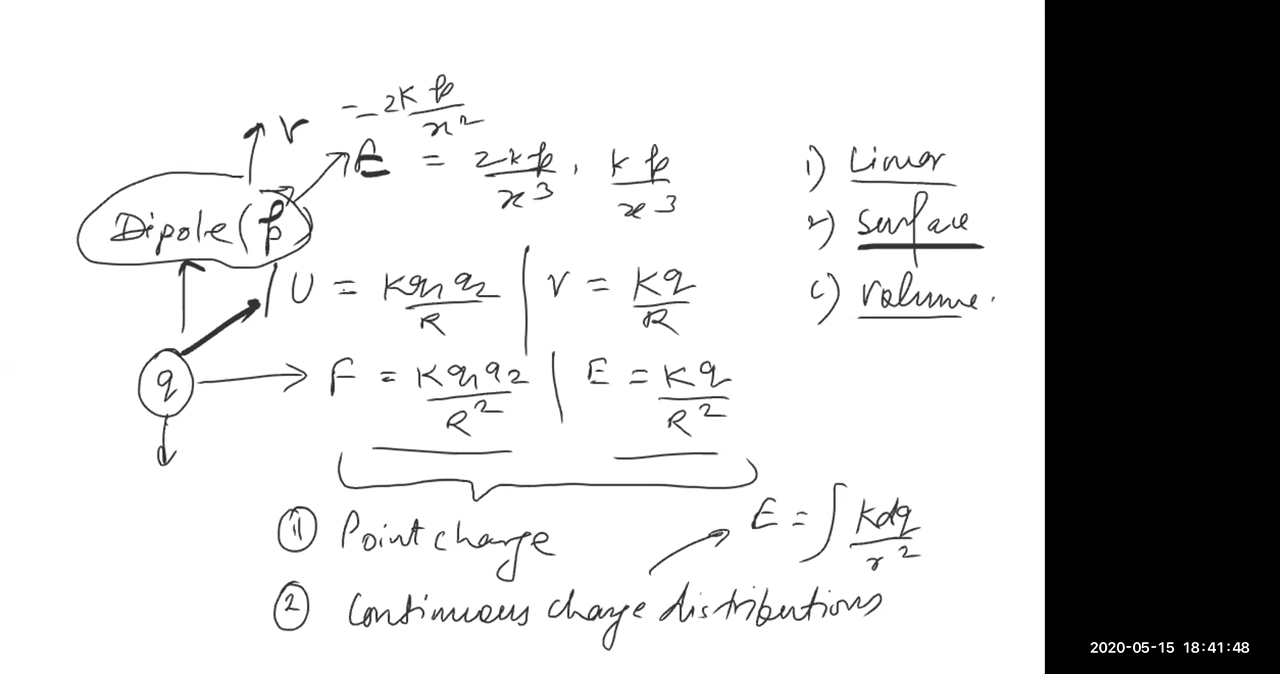 V = 2Kp/x²
E = 2kp/x³, kp/x³
Dipole (p⃗)
U = Kq₁q₂/R | V = Kq/R
q
F = Kq₁q₂/R² | E = Kq/R²
① Point charge
E = ∫ Kdq/r²
② Continuous charge distributions
1) Linear
2) Surface
c) Volume.
2020-05-15 18:41:48